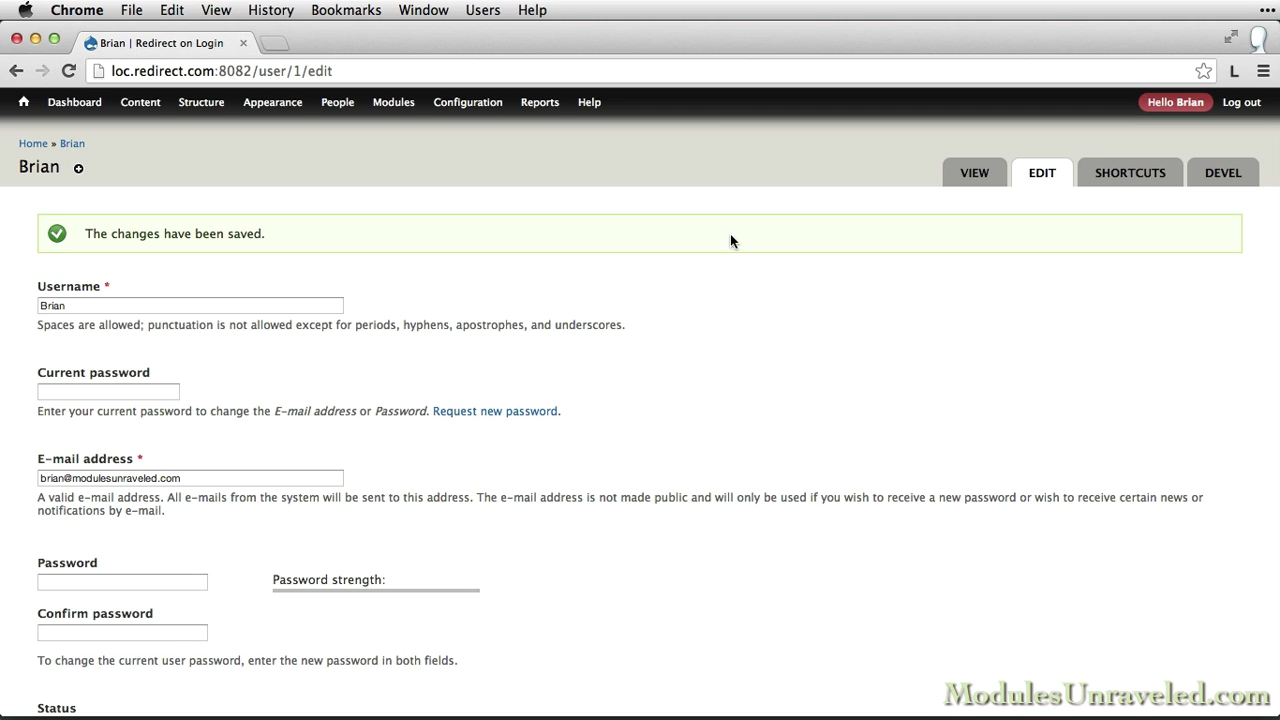 Chrome File Edit View History Bookmarks Window Users Help
Brian | Redirect on Login
loc.redirect.com:8082/user/1/edit
L
Dashboard Content Structure Appearance People Modules Configuration Reports Help Hello Brian Log out
Home » Brian
Brian
VIEW EDIT SHORTCUTS DEVEL
The changes have been saved.
Username *
Brian
Spaces are allowed; punctuation is not allowed except for periods, hyphens, apostrophes, and underscores.
Current password
Enter your current password to change the E-mail address or Password. Request new password.
E-mail address *
brian@modulesunraveled.com
A valid e-mail address. All e-mails from the system will be sent to this address. The e-mail address is not made public and will only be used if you wish to receive a new password or wish to receive certain news or
notifications by e-mail.
Password
Password strength:
Confirm password
To change the current user password, enter the new password in both fields.
Status
ModulesUnraveled.com